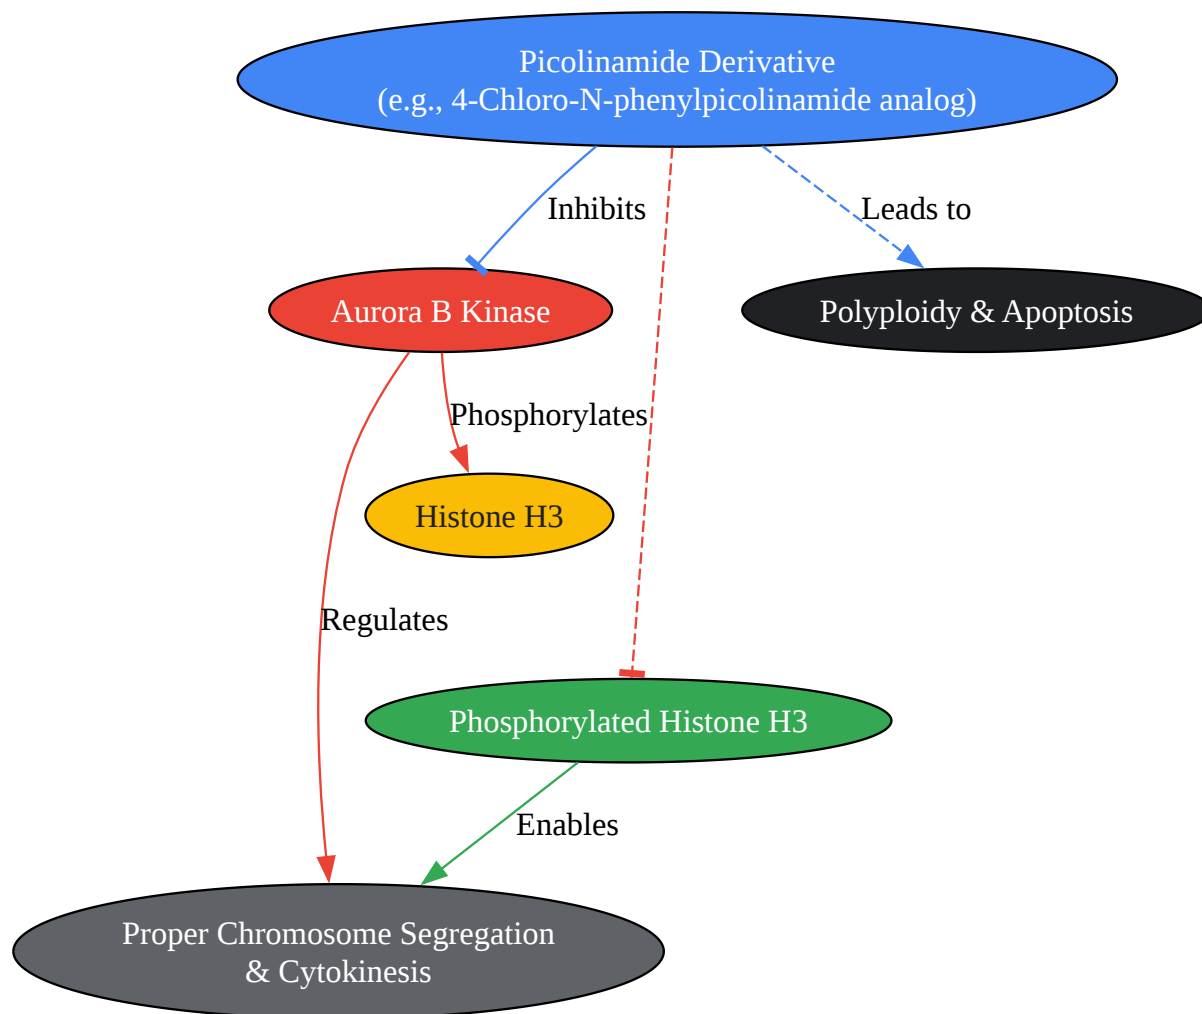 Picolinamide Derivative
(e.g., 4-Chloro-N-phenylpicolinamide analog)
Inhibits
Leads to
Aurora B Kinase
Polyploidy & Apoptosis
Phosphorylates
Histone H3
Regulates
Phosphorylated Histone H3
Enables
Proper Chromosome Segregation
& Cytokinesis